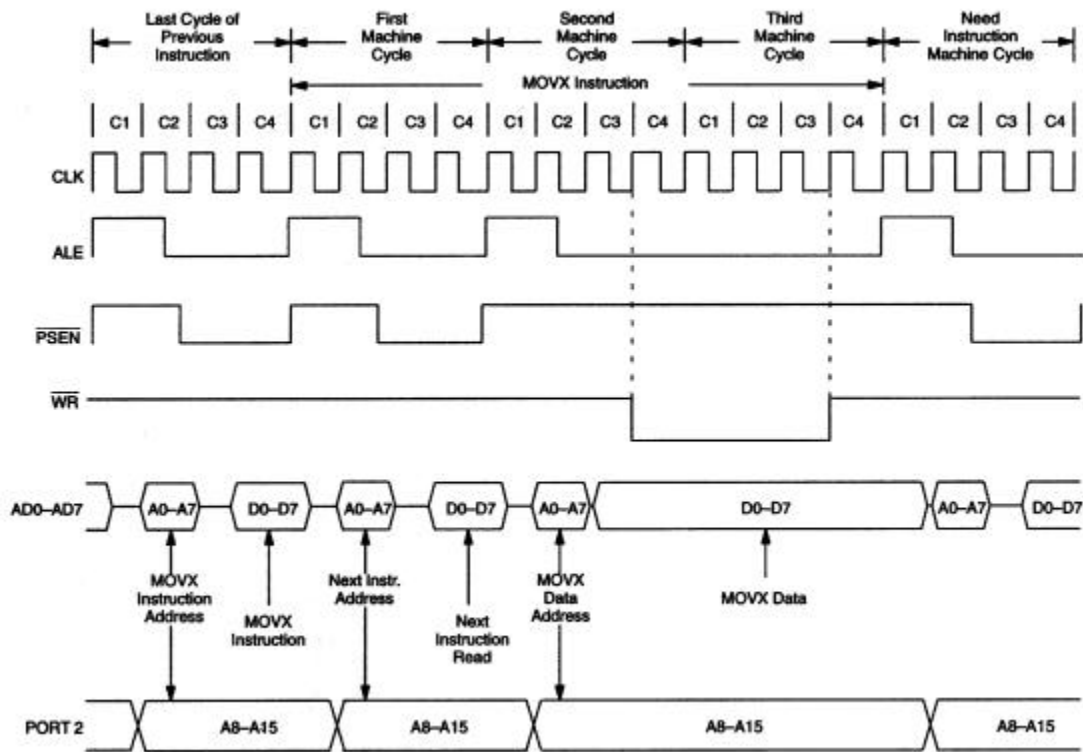 Last Cycle of
Previous
Instruction
First
Machine
Cycle
Second
Machine
Cycle
Third
Machine
Cycle
Need
Instruction
Machine Cycle
MOVX Instruction
C1 C2 C3 C4 C1 C2 C3 C4 C1 C2 C3 C4 C1 C2 C3 C4 C1 C2 C3 C4
CLK
ALE
PSEN
WR
AD0–AD7 A0–A7 D0–D7 A0–A7 D0–D7 A0–A7 D0–D7 A0–A7 D0–D7
MOVX
Instruction
Address
MOVX
Instruction
Next Instr.
Address
Next
Instruction
Read
MOVX
Data
Address
MOVX Data
PORT 2 A8–A15 A8–A15 A8–A15 A8–A15